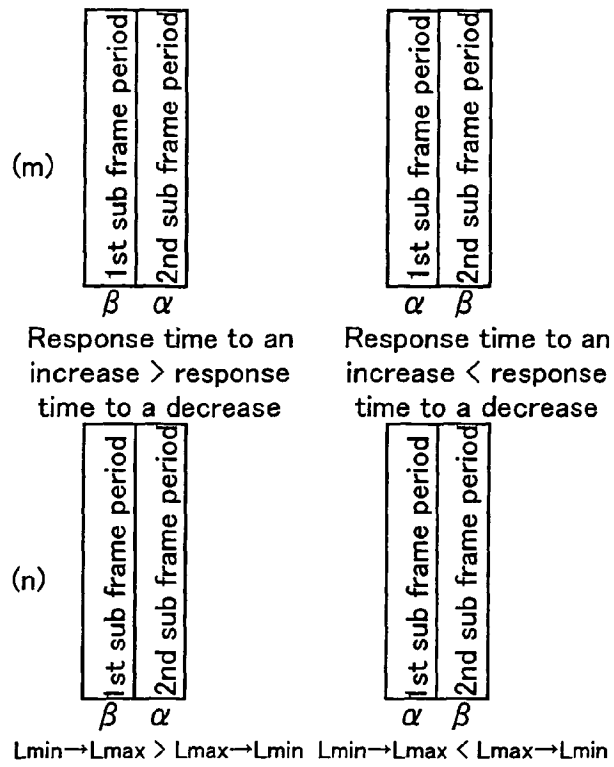 (m)
1st sub frame period
2nd sub frame period
β α
Response time to an
increase > response
time to a decrease
1st sub frame period
2nd sub frame period
α β
Response time to an
increase < response
time to a decrease
(n)
1st sub frame period
2nd sub frame period
β α
Lmin→Lmax > Lmax→Lmin
1st sub frame period
2nd sub frame period
α β
Lmin→Lmax < Lmax→Lmin